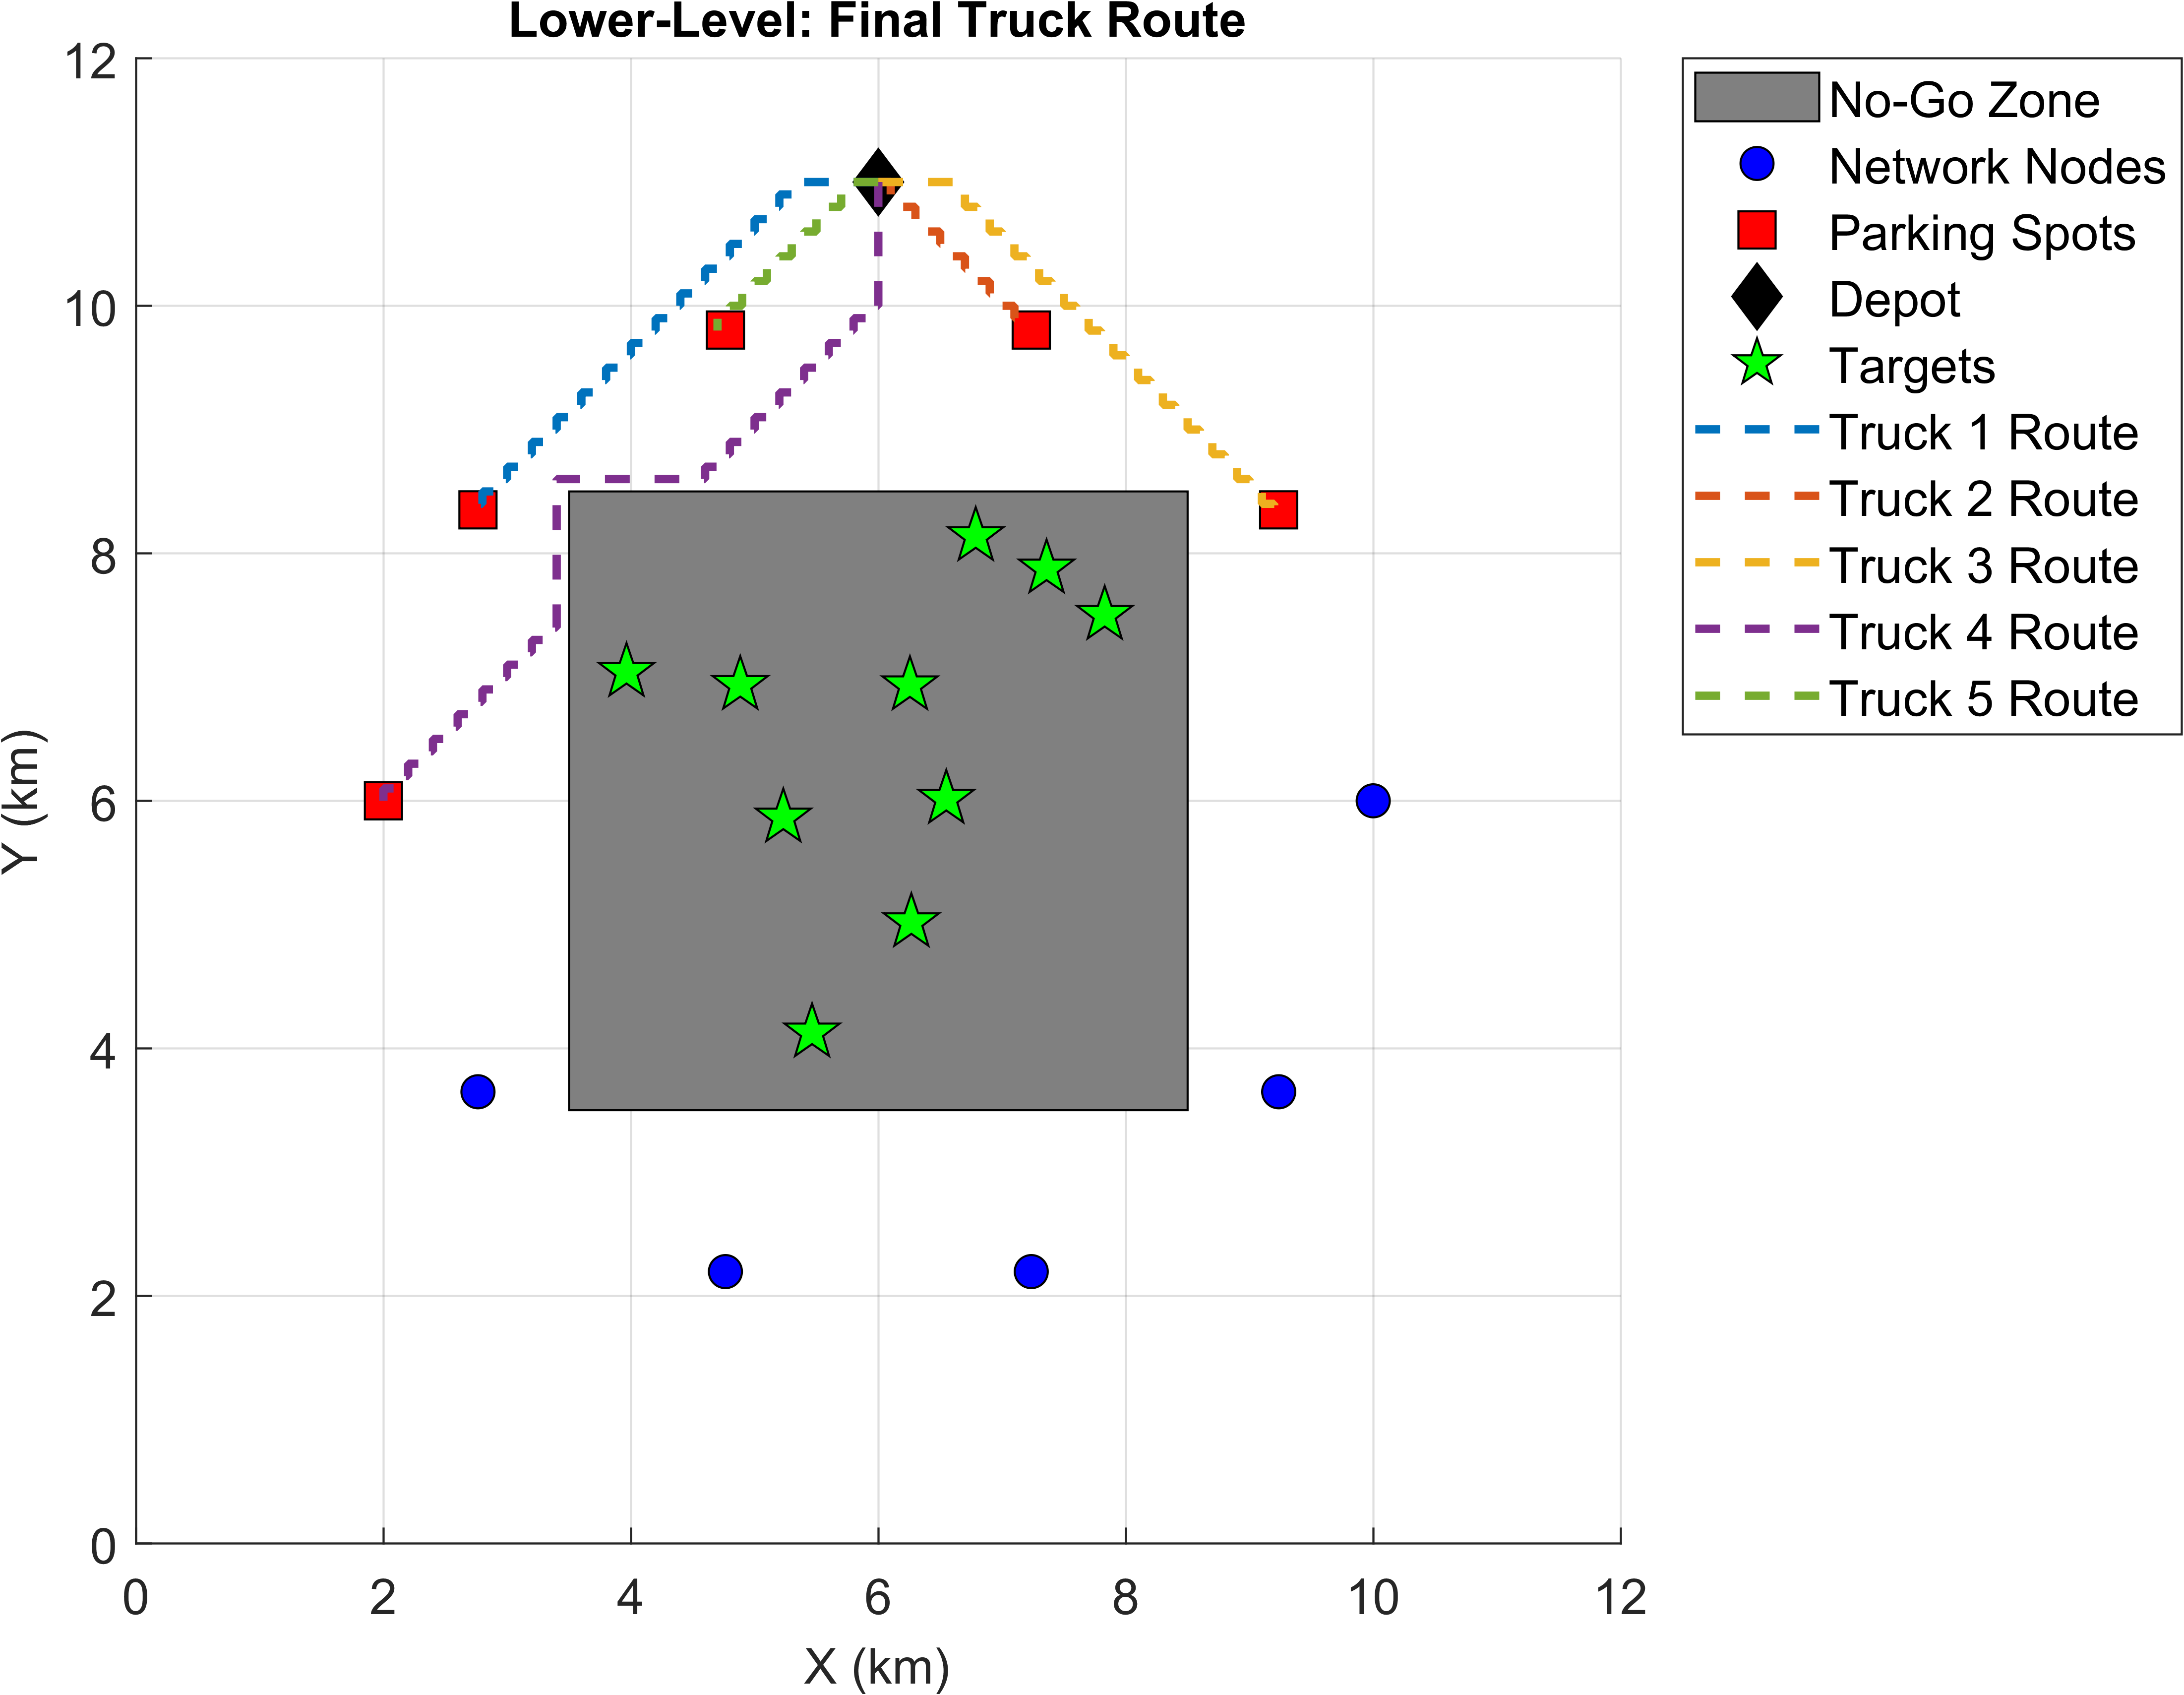 Lower-Level: Final Truck Route
12
10
8
6
4
2
0
Y (km)
0 2 4 6 8 10 12
X (km)
No-Go Zone
Network Nodes
Parking Spots
Depot
Targets
Truck 1 Route
Truck 2 Route
Truck 3 Route
Truck 4 Route
Truck 5 Route